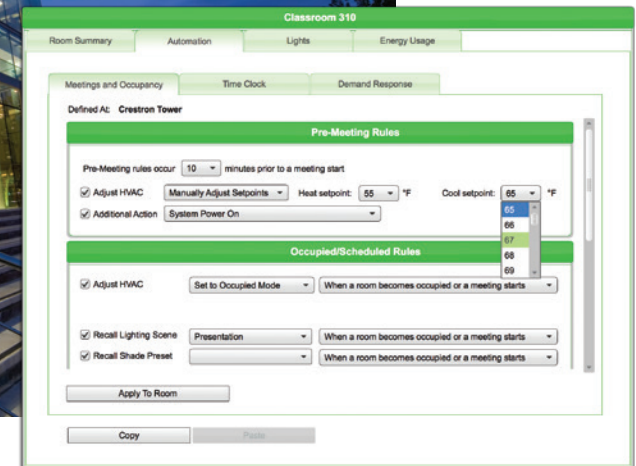 Classroom 310
Room Summary Automation Lights Energy Usage
Meetings and Occupancy Time Clock Demand Response
Defined At: Crestron Tower
Pre-Meeting Rules
Pre-Meeting rules occur 10 minutes prior to a meeting start
Adjust HVAC Manually Adjust Setpoints Heat setpoint: 55 °F Cool setpoint: 65 °F
Additional Action System Power On
65
66
67
68
69
Occupied/Scheduled Rules
Adjust HVAC Set to Occupied Mode When a room becomes occupied or a meeting starts
Recall Lighting Scene Presentation When a room becomes occupied or a meeting starts
Recall Shade Preset When a room becomes occupied or a meeting starts
Apply To Room
Copy Paste